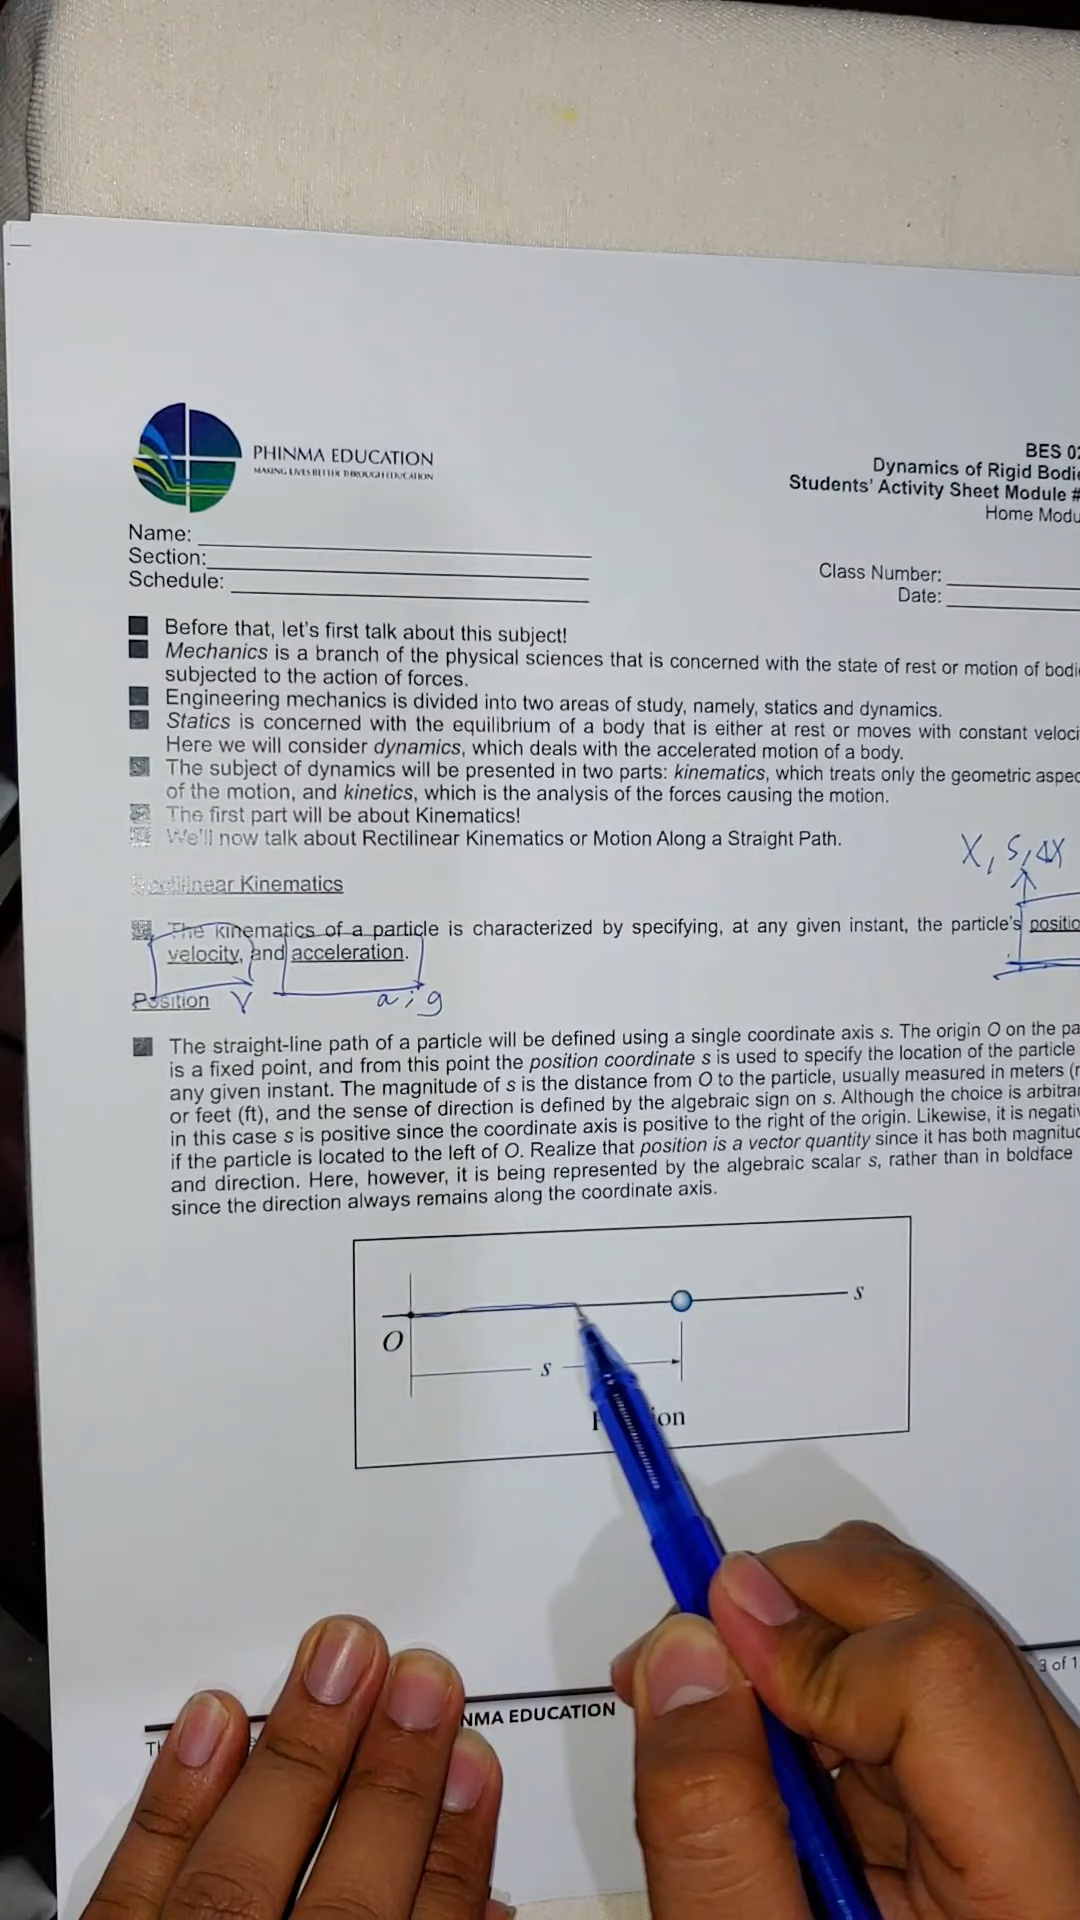 PHINMA EDUCATION
MAKING LIVES BETTER THROUGH EDUCATION
BES 02
Dynamics of Rigid Bodie
Students' Activity Sheet Module #
Home Modu
Name:
Section:
Schedule:
Class Number:
Date:
Before that, let's first talk about this subject!
Mechanics is a branch of the physical sciences that is concerned with the state of rest or motion of bodi
subjected to the action of forces.
Engineering mechanics is divided into two areas of study, namely, statics and dynamics.
Statics is concerned with the equilibrium of a body that is either at rest or moves with constant veloci
Here we will consider dynamics, which deals with the accelerated motion of a body.
The subject of dynamics will be presented in two parts: kinematics, which treats only the geometric aspec
of the motion, and kinetics, which is the analysis of the forces causing the motion.
The first part will be about Kinematics!
We'll now talk about Rectilinear Kinematics or Motion Along a Straight Path.
X, S, ΔX
Rectilinear Kinematics
The kinematics of a particle is characterized by specifying, at any given instant, the particle's positio
velocity, and acceleration.
Position V a ; g
The straight-line path of a particle will be defined using a single coordinate axis s. The origin O on the pa
is a fixed point, and from this point the position coordinate s is used to specify the location of the particle
any given instant. The magnitude of s is the distance from O to the particle, usually measured in meters (
or feet (ft), and the sense of direction is defined by the algebraic sign on s. Although the choice is arbitra
in this case s is positive since the coordinate axis is positive to the right of the origin. Likewise, it is negativ
if the particle is located to the left of O. Realize that position is a vector quantity since it has both magnitud
and direction. Here, however, it is being represented by the algebraic scalar s, rather than in boldface
since the direction always remains along the coordinate axis.
s
O
s
ion
3 of 1
NMA EDUCATION